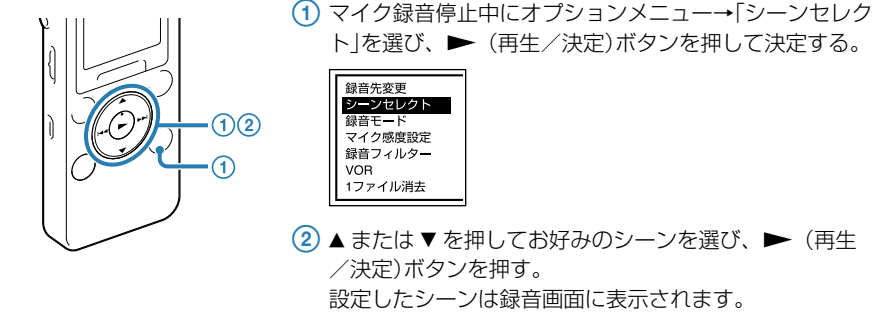 ① マイク録音停止中にオプションメニュー→「シーンセレク
ト」を選び、▶（再生／決定）ボタンを押して決定する。
録音先変更
シーンセレクト
録音モード
マイク感度設定
録音フィルター
VOR
1ファイル消去
①②
①
② ▲または▼を押してお好みのシーンを選び、▶（再生
／決定）ボタンを押す。
設定したシーンは録音画面に表示されます。